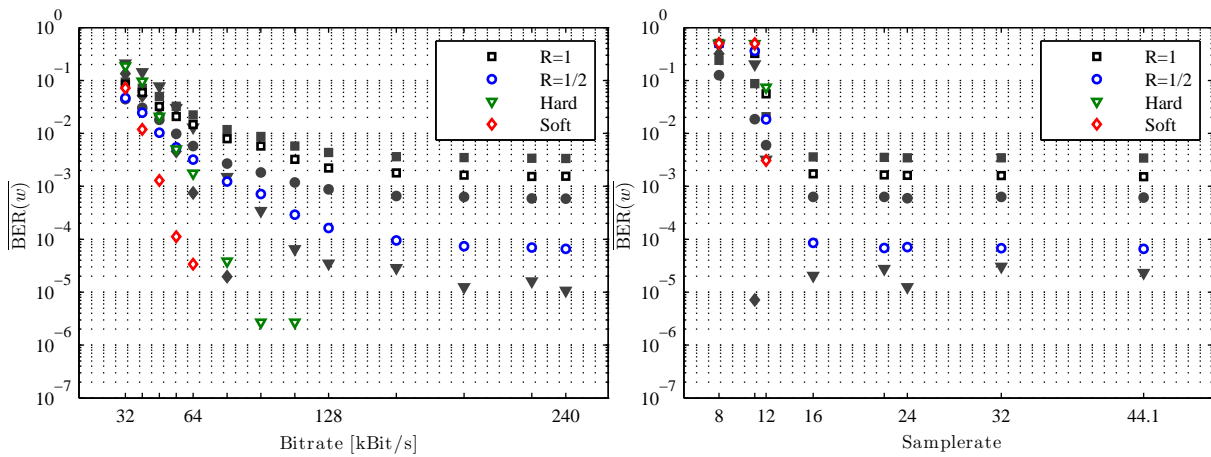 10^0
10^−1
10^−2
10^−3
10^−4
10^−5
10^−6
10^−7
BER(w)
32 64 128 240
Bitrate [kBit/s]
R=1
R=1/2
Hard
Soft
10^0
10^−1
10^−2
10^−3
10^−4
10^−5
10^−6
10^−7
BER(w)
8 12 16 24 32 44.1
Samplerate
R=1
R=1/2
Hard
Soft